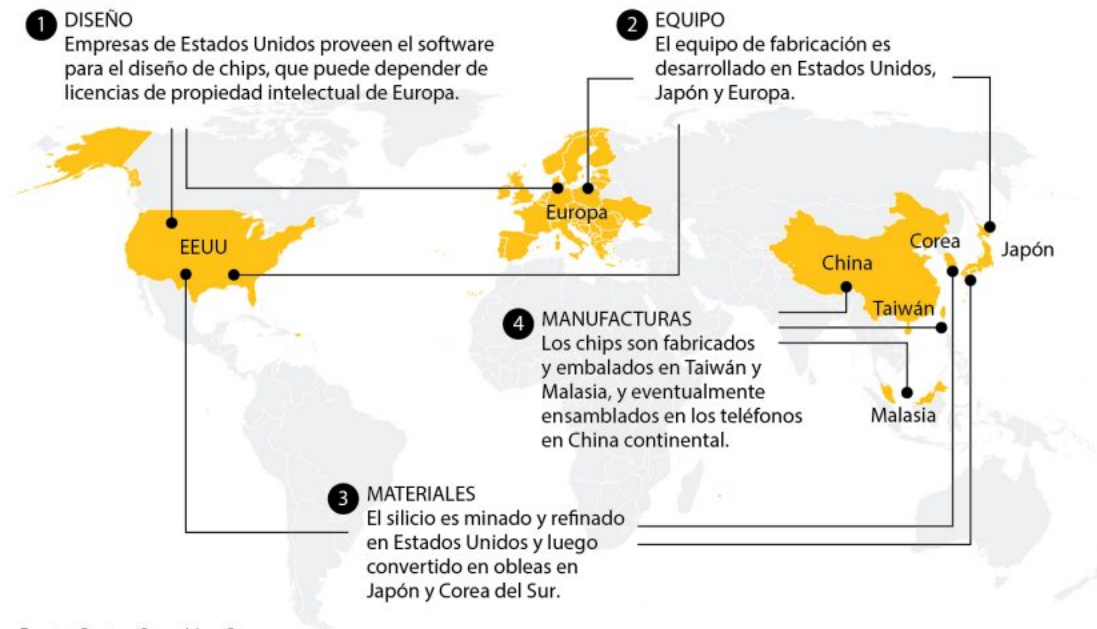 1 DISEÑO
Empresas de Estados Unidos proveen el software
para el diseño de chips, que puede depender de
licencias de propiedad intelectual de Europa.
2 EQUIPO
El equipo de fabricación es
desarrollado en Estados Unidos,
Japón y Europa.
EEUU
Europa
China
Corea
Japón
Taiwán
Malasia
4 MANUFACTURAS
Los chips son fabricados
y embalados en Taiwán y
Malasia, y eventualmente
ensamblados en los teléfonos
en China continental.
3 MATERIALES
El silicio es minado y refinado
en Estados Unidos y luego
convertido en obleas en
Japón y Corea del Sur.